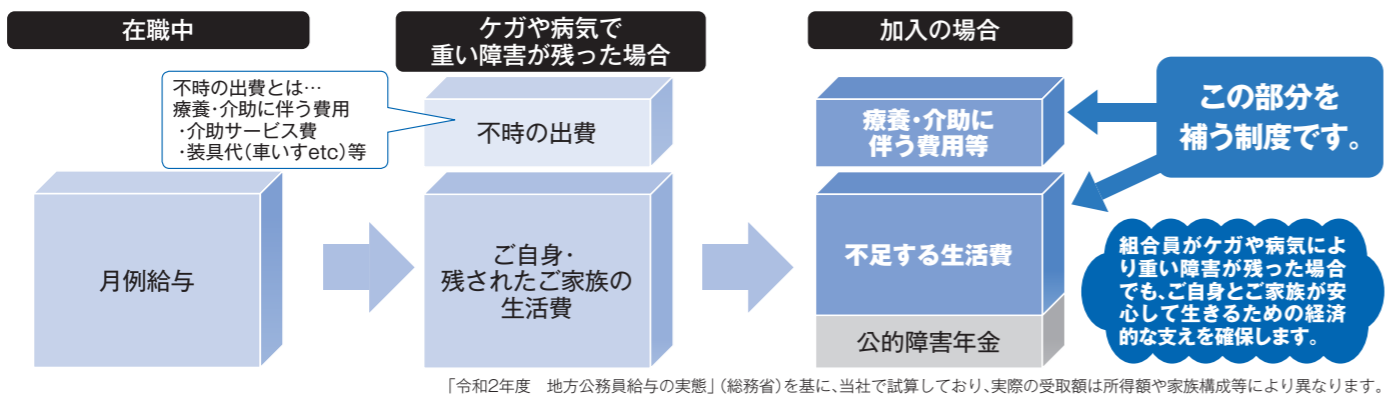 在職中
ケガや病気で
重い障害が残った場合
加入の場合
不時の出費とは…
療養・介助に伴う費用
・介助サービス費
・装具代(車いすetc)等
不時の出費
療養・介助に
伴う費用等
この部分を
補う制度です。
月例給与
ご自身・
残されたご家族の
生活費
不足する生活費
公的障害年金
組合員がケガや病気によ
り重い障害が残った場合
でも、ご自身とご家族が安
心して生きるための経済
的な支えを確保します。
「令和2年度　地方公務員給与の実態」(総務省)を基に、当社で試算しており、実際の受取額は所得額や家族構成等により異なります。